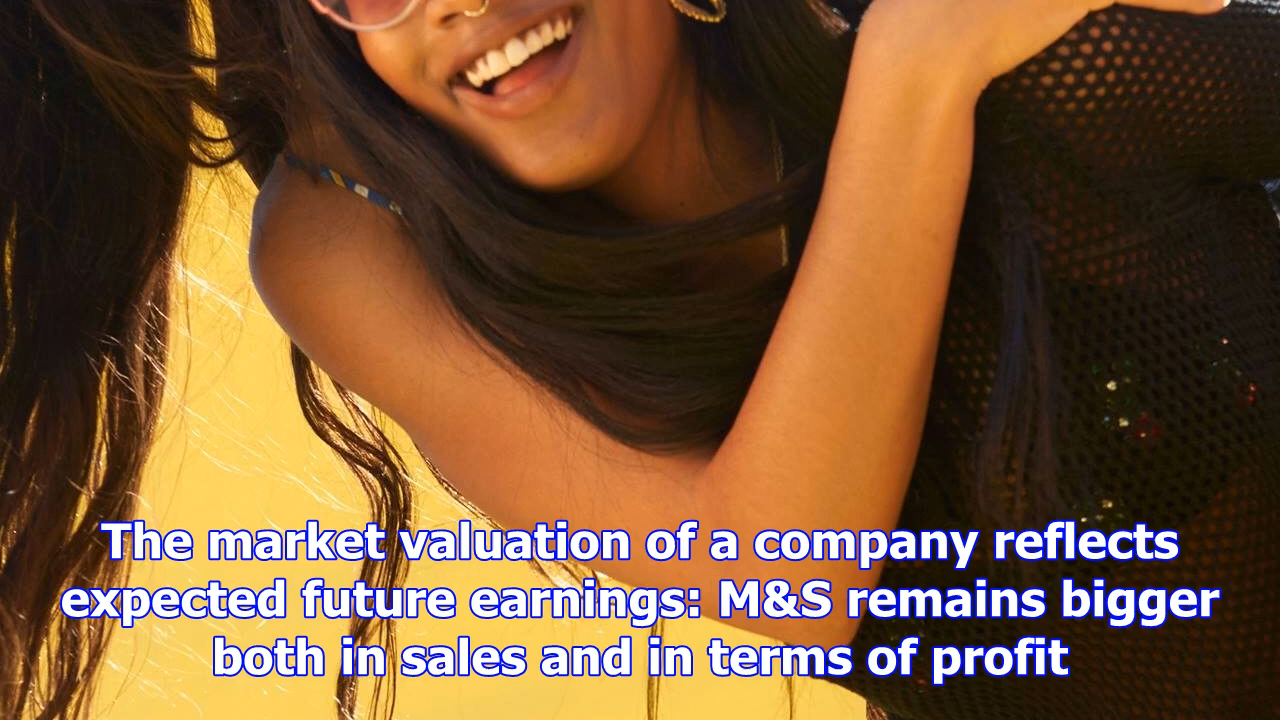 The market valuation of a company reflects
expected future earnings: M&S remains bigger
both in sales and in terms of profit